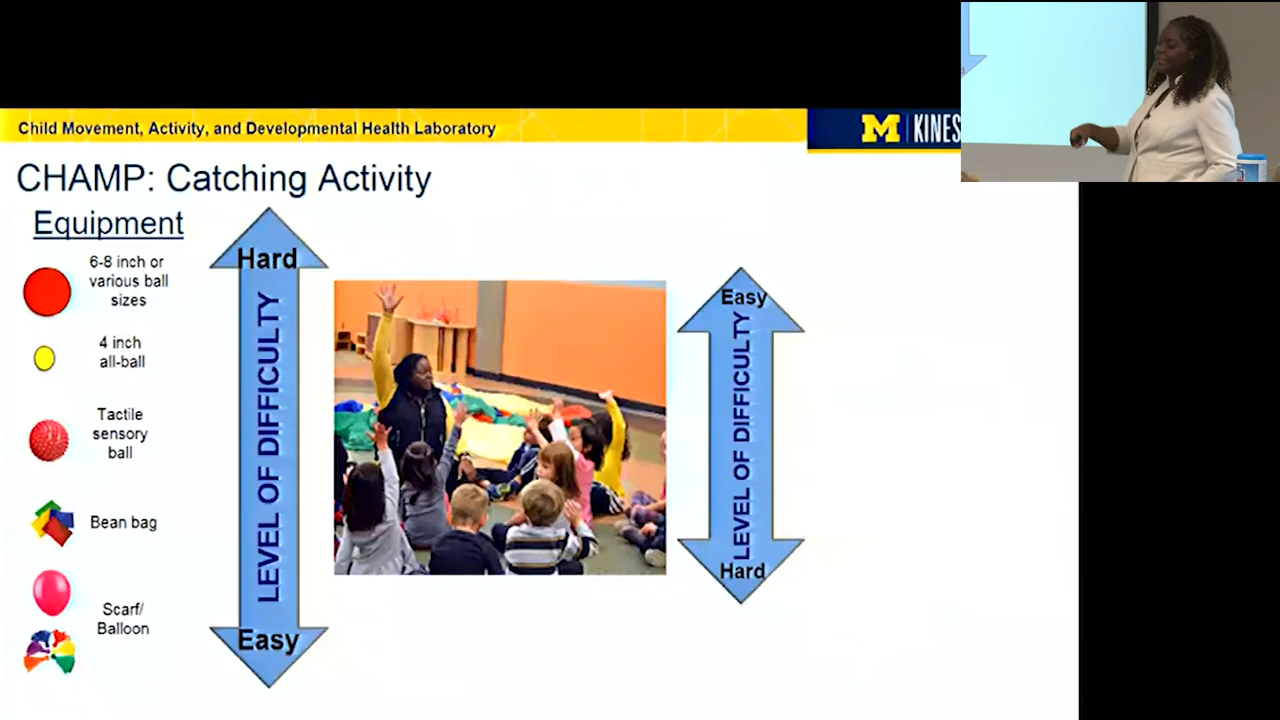 Child Movement, Activity, and Developmental Health Laboratory
M | KINES
CHAMP: Catching Activity
Equipment
6-8 inch or
various ball
sizes
4 inch
all-ball
Tactile
sensory
ball
Bean bag
Scarf/
Balloon
Hard
LEVEL OF DIFFICULTY
Easy
Easy
LEVEL OF DIFFICULTY
Hard